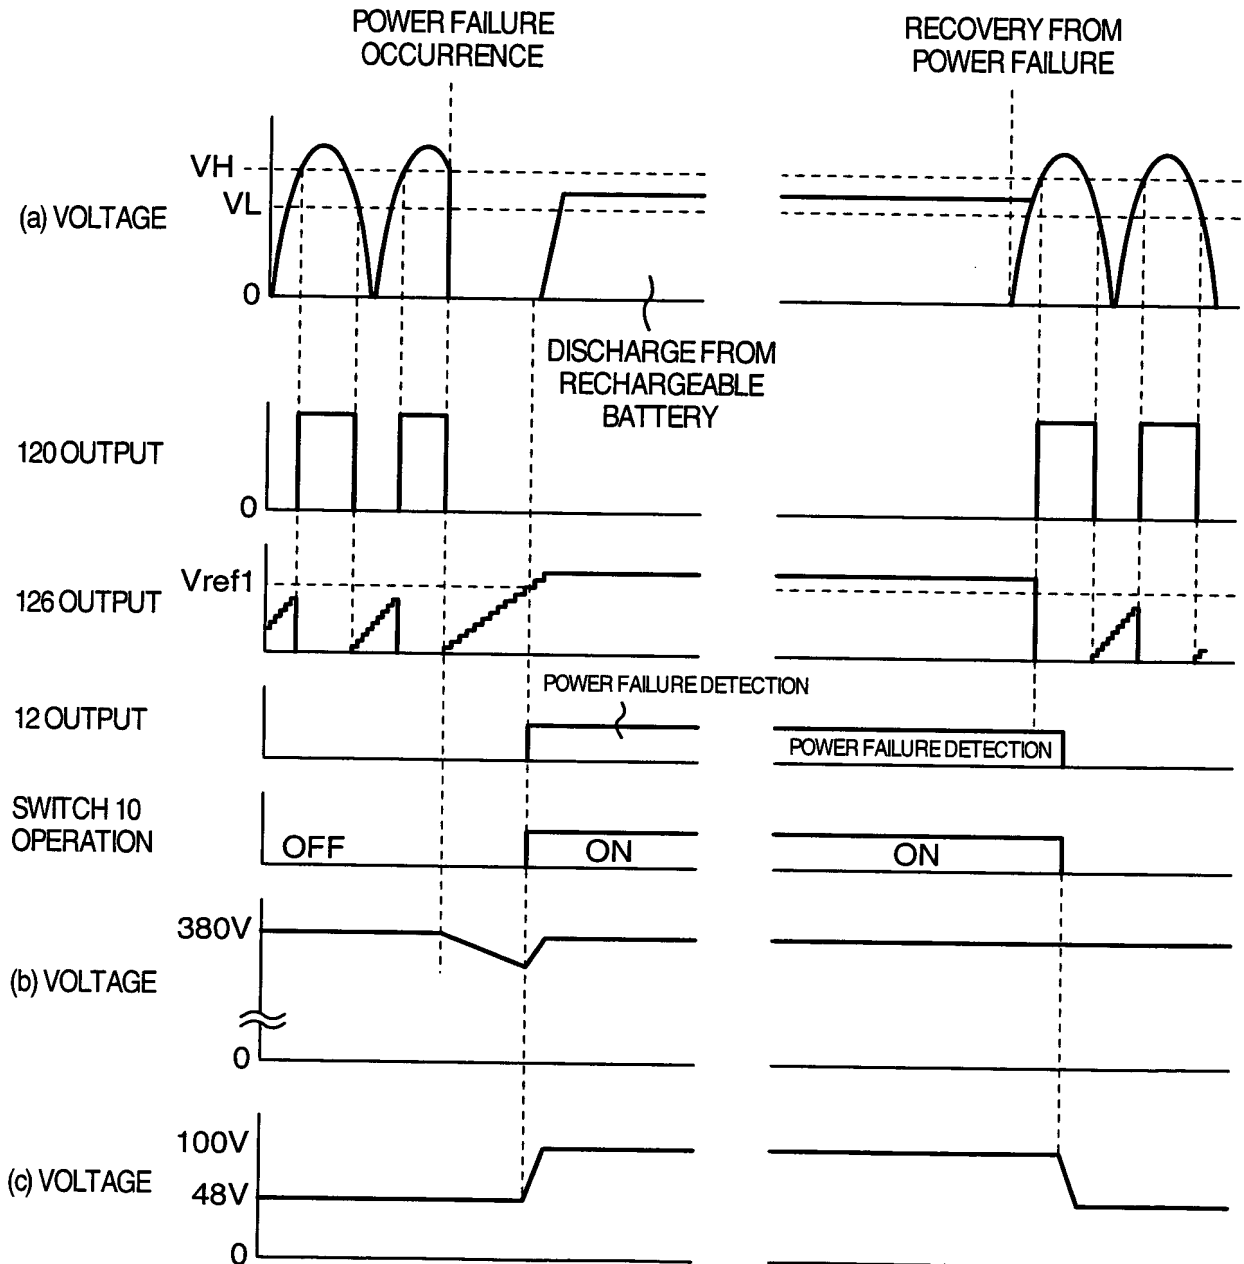 POWER FAILURE
OCCURRENCE
RECOVERY FROM
POWER FAILURE
VH
(a) VOLTAGE
VL
0
DISCHARGE FROM
RECHARGEABLE
BATTERY
120 OUTPUT
0
Vref1
126 OUTPUT
POWER FAILURE DETECTION
12 OUTPUT
POWER FAILURE DETECTION
SWITCH 10
OPERATION
OFF
ON
ON
380V
(b) VOLTAGE
0
100V
(c) VOLTAGE
48V
0